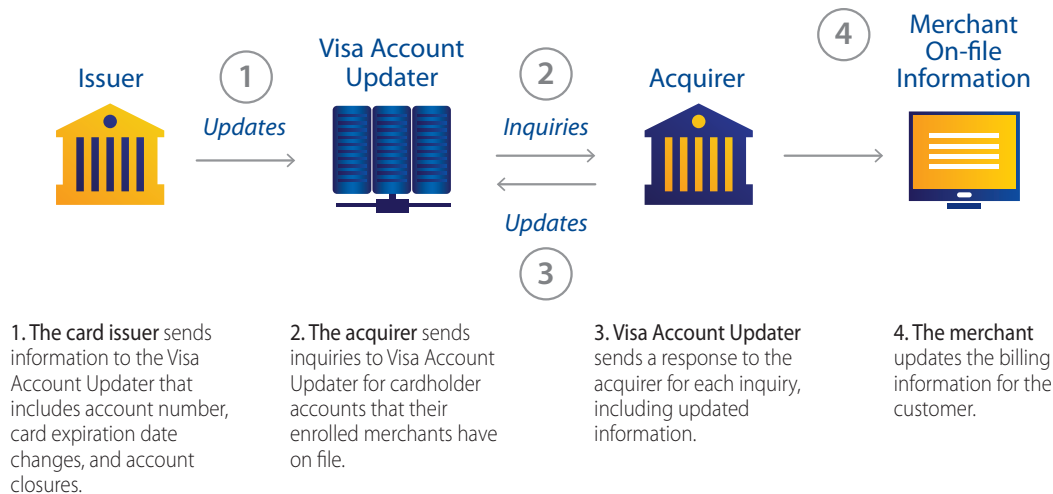 Issuer
1
Updates
Visa Account
Updater
2
Inquiries
Updates
3
Acquirer
4
Merchant
On-file
Information
1. The card issuer sends
information to the Visa
Account Updater that
includes account number,
card expiration date
changes, and account
closures.
2. The acquirer sends
inquiries to Visa Account
Updater for cardholder
accounts that their
enrolled merchants have
on file.
3. Visa Account Updater
sends a response to the
acquirer for each inquiry,
including updated
information.
4. The merchant
updates the billing
information for the
customer.